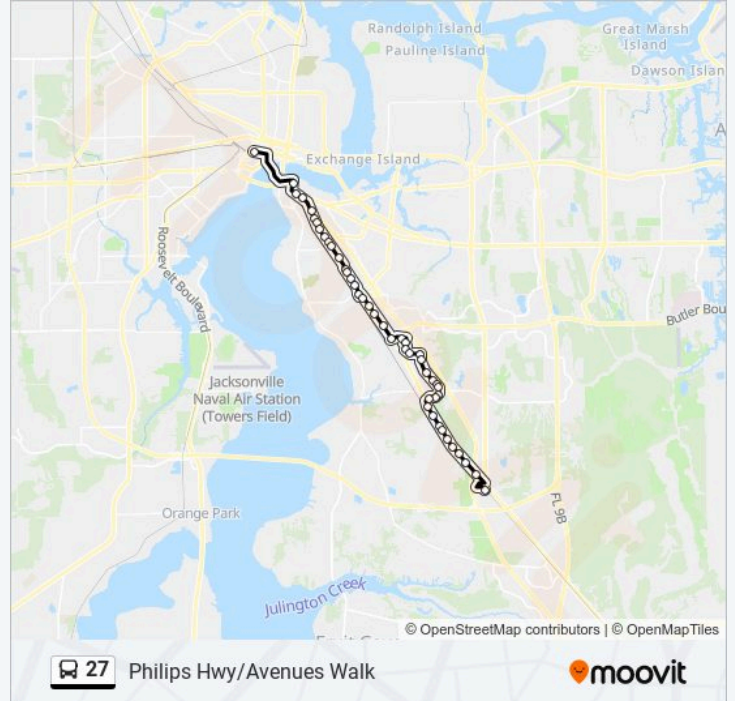 Randolph Island
Pauline Island
Great Marsh
Island
Dawson Islan
A
Exchange Island
Roosevelt Boulevard
Butler Bou
Jacksonville
Naval Air Station
(Towers Field)
Orange Park
FL 9B
Julington Creek
© OpenStreetMap contributors | © OpenMapTiles
27
Philips Hwy/Avenues Walk
moovit